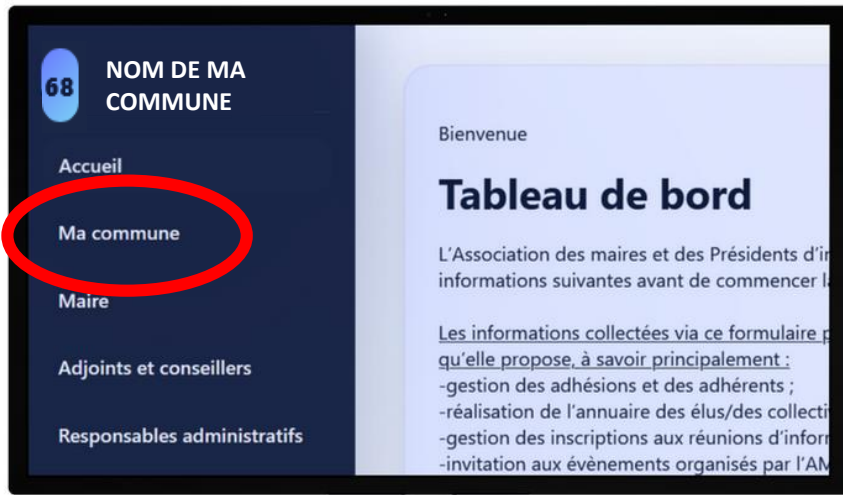 68
NOM DE MA
COMMUNE
Accueil
Ma commune
Maire
Adjoints et conseillers
Responsables administratifs
Bienvenue
Tableau de bord
L'Association des maires et des Présidents
informations suivantes avant de commencer
Les informations collectées via ce formulaire
qu'elle propose, à savoir principalement :
-gestion des adhésions et des adhérents ;
-réalisation de l'annuaire des élus/des
-gestion des inscriptions aux réunions
-invitation aux évènements organisés par